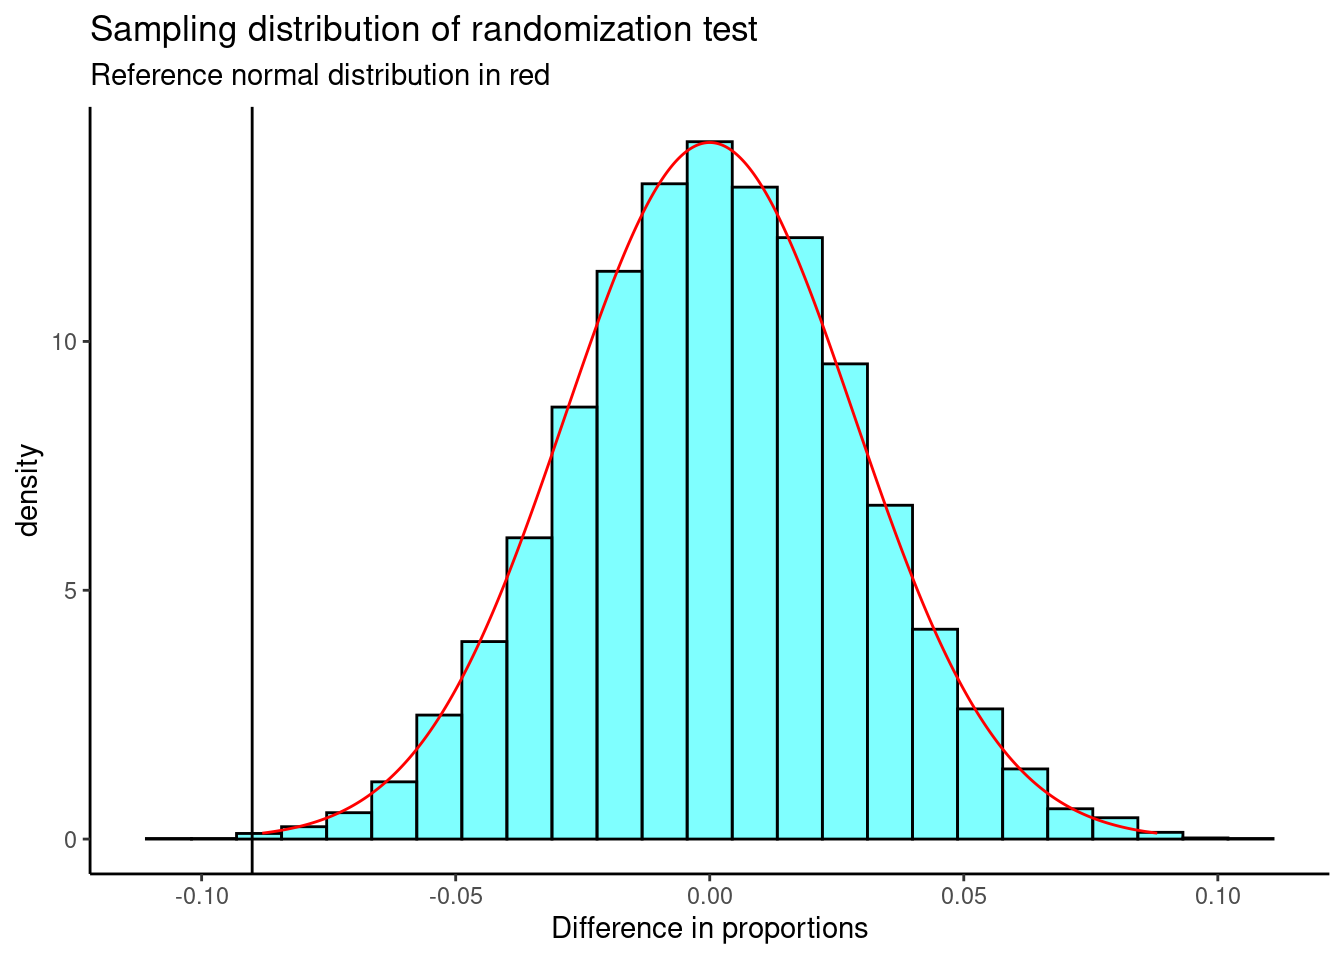 Sampling distribution of randomization test
Reference normal distribution in red
density
10
5
0
-0.10
-0.05
0.00
0.05
0.10
Difference in proportions